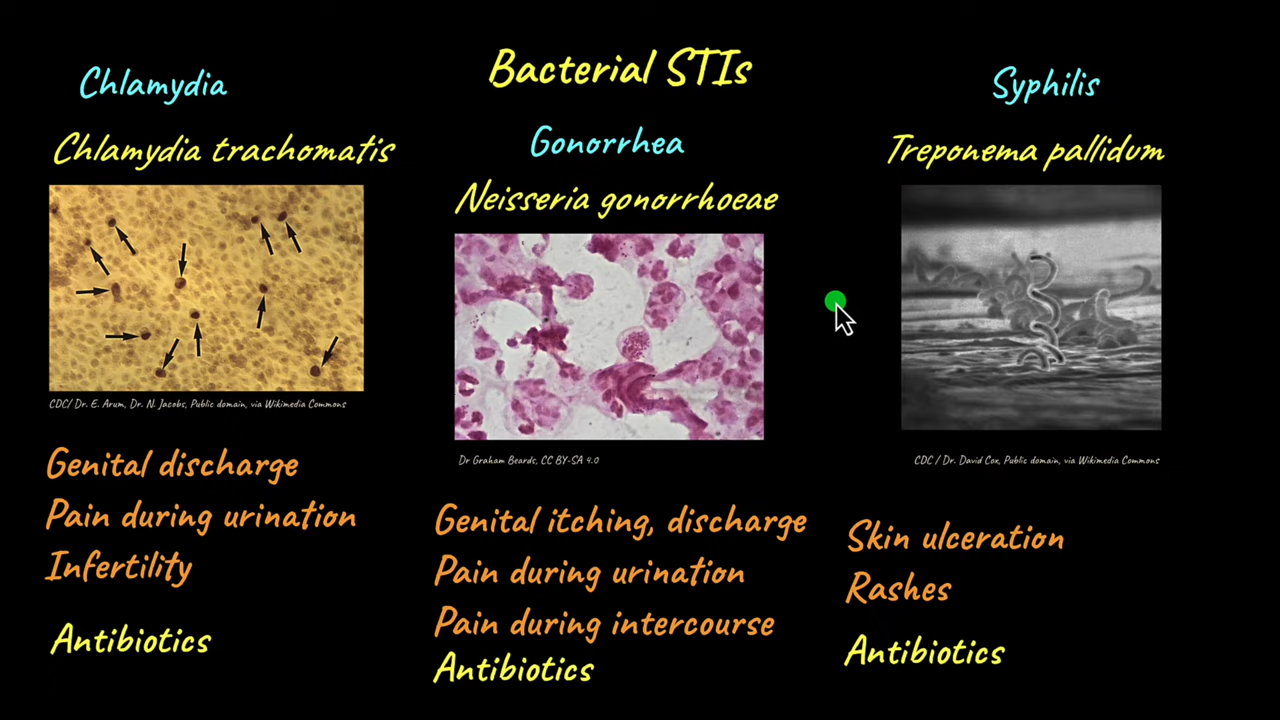 Bacterial STIs
Chlamydia
Chlamydia trachomatis
CDC/ Dr. E. Arum, Dr. N. Jacobs, Public domain, via Wikimedia Commons
Genital discharge
Pain during urination
Infertility
Antibiotics
Gonorrhea
Neisseria gonorrhoeae
Dr Graham Beards, CC BY-SA 4.0
Genital itching, discharge
Pain during urination
Pain during intercourse
Antibiotics
Syphilis
Treponema pallidum
CDC / Dr. David Cox, Public domain, via Wikimedia Commons
Skin ulceration
Rashes
Antibiotics